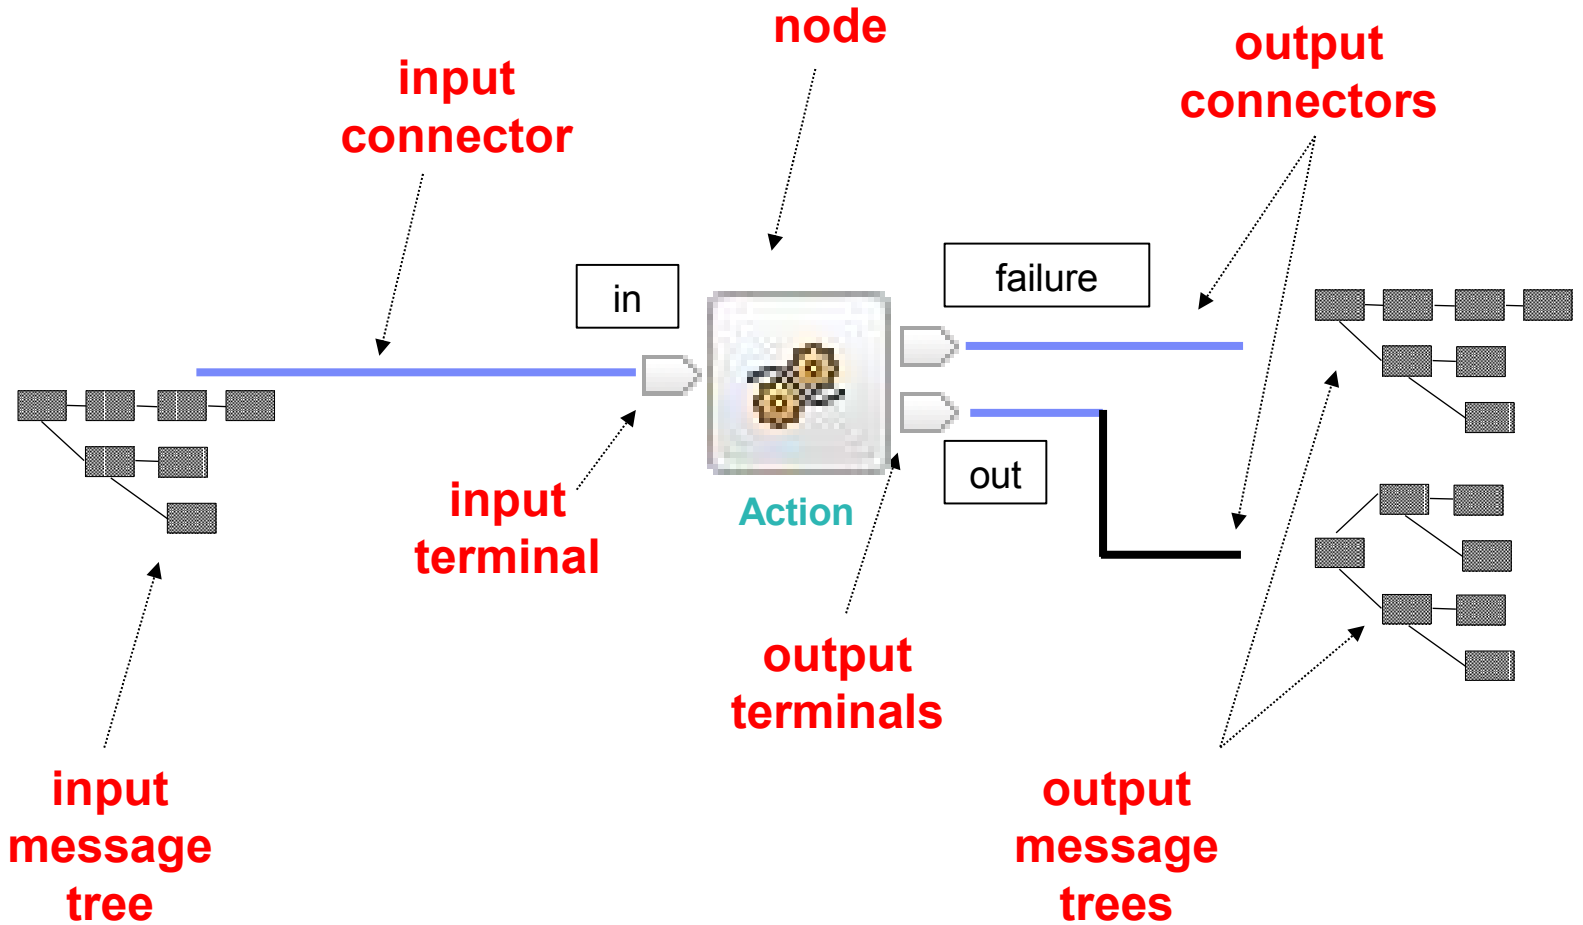 node
input
connector
output
connectors
in
failure
out
Action
input
terminal
output
terminals
input
message
tree
output
message
trees